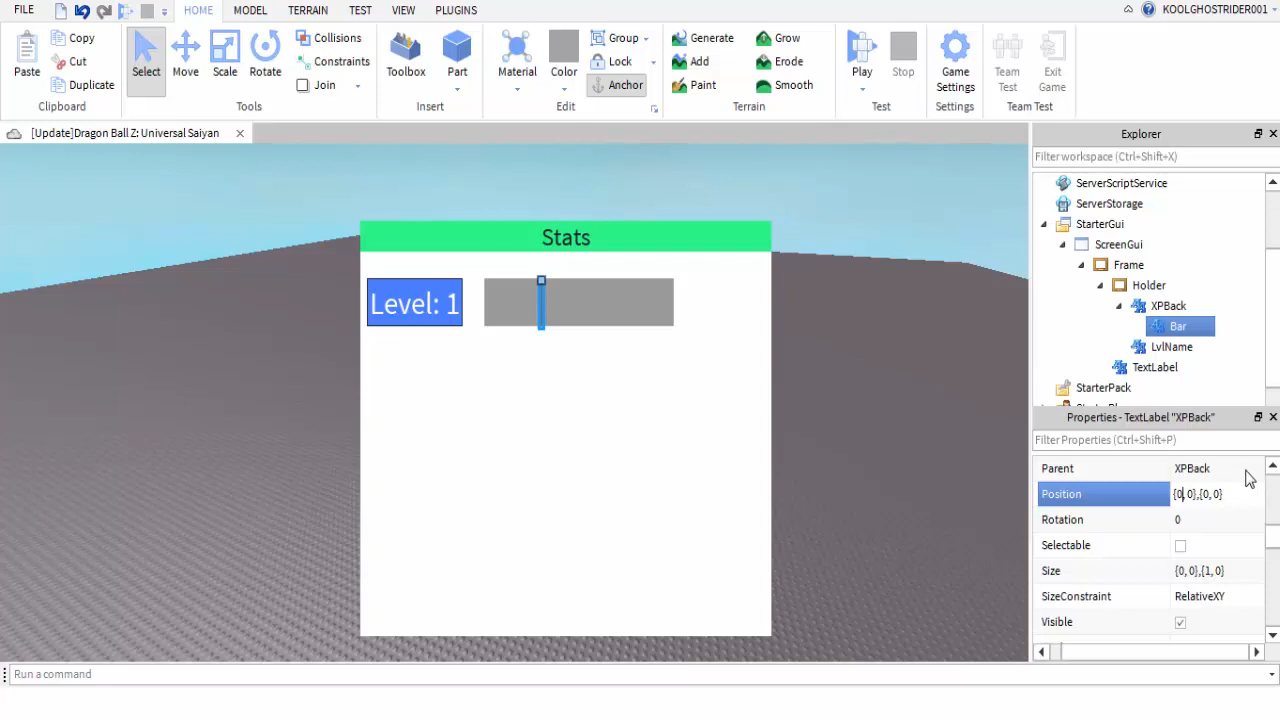 FILE HOME MODEL TERRAIN TEST VIEW PLUGINS KOOLGHOSTRIDER001
Paste Copy Cut Duplicate Clipboard
Select Move Scale Rotate Collisions Constraints Join Tools
Toolbox Part Insert
Material Color Group Lock Anchor Edit
Generate Add Paint Grow Erode Smooth Terrain
Play Stop Test
Game Settings Settings
Team Test Exit Game Team Test
[Update]Dragon Ball Z: Universal Saiyan
Stats
Level: 1
Explorer
Filter workspace (Ctrl+Shift+X)
ServerScriptService
ServerStorage
StarterGui
ScreenGui
Frame
Holder
XPBack
Bar
LvlName
TextLabel
StarterPack
Properties - TextLabel "XPBack"
Filter Properties (Ctrl+Shift+P)
Parent XPBack
Position {0, 0},{0, 0}
Rotation 0
Selectable
Size {0, 0},{1, 0}
SizeConstraint RelativeXY
Visible
Run a command